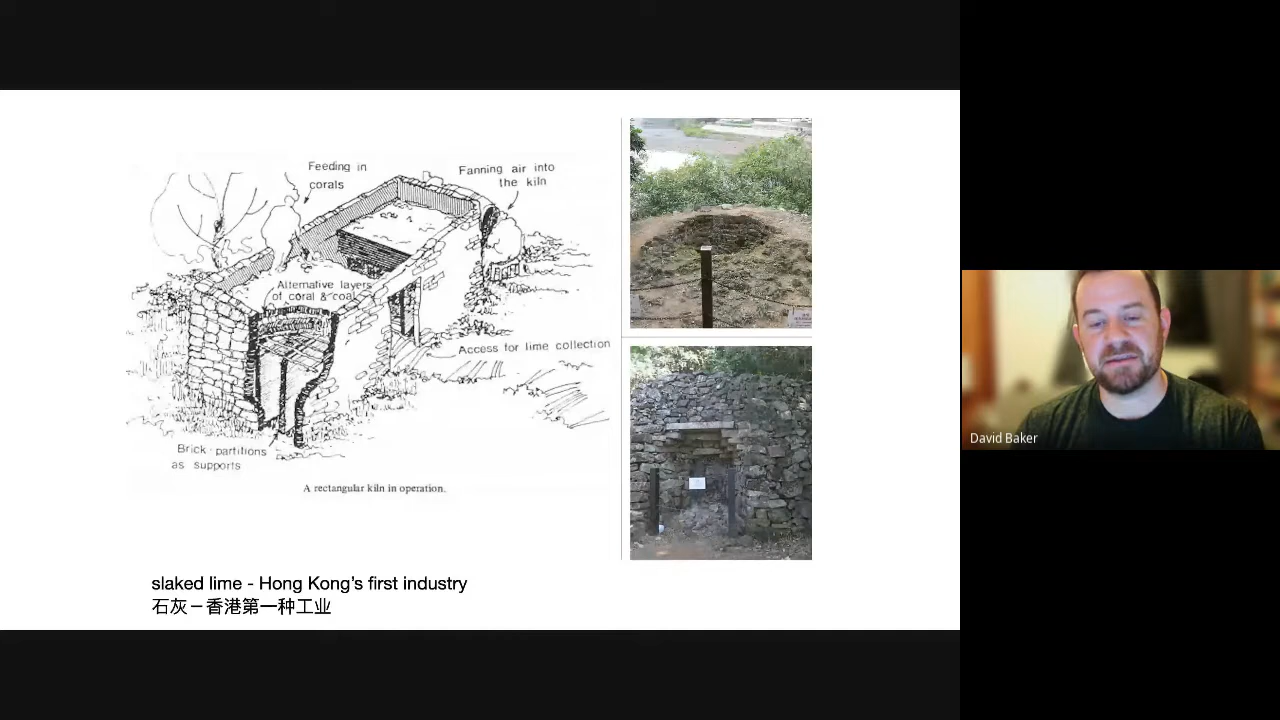 Feeding in
corals
Fanning air into
the kiln
Alternative layers
of coral & coal
Access for lime collection
Brick partitions
as supports
A rectangular kiln in operation.
slaked lime - Hong Kong's first industry
石灰－香港第一种工业
David Baker